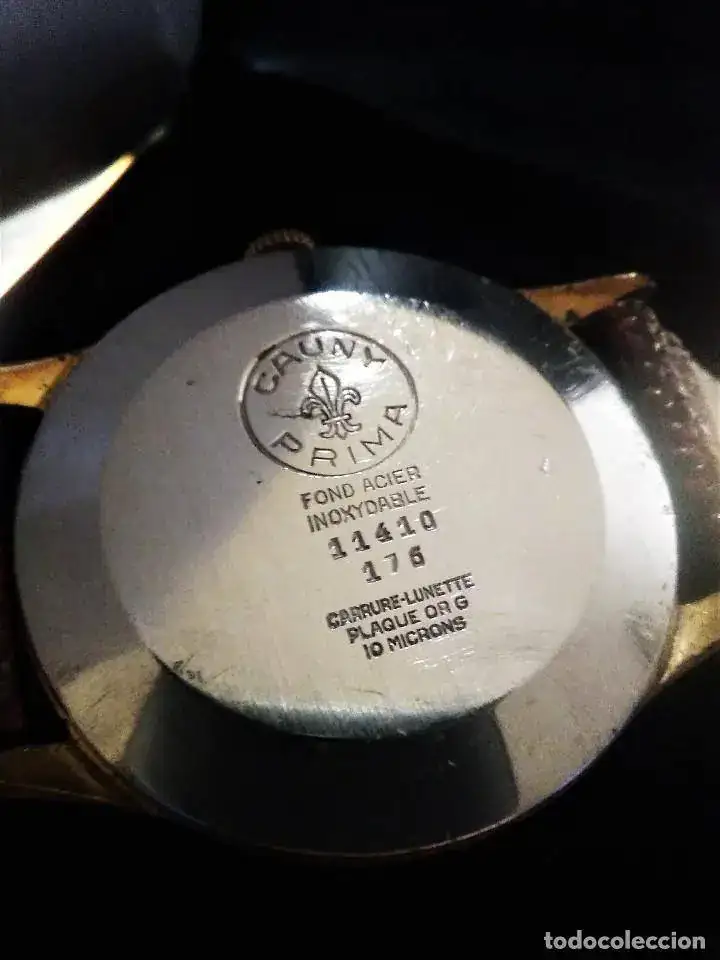 CAUNY
PRIMA
FOND ACIER
INOXYDABLE
11410
176
CARRURE-LUNETTE
PLAQUE OR G
10 MICRONS
todocoleccion